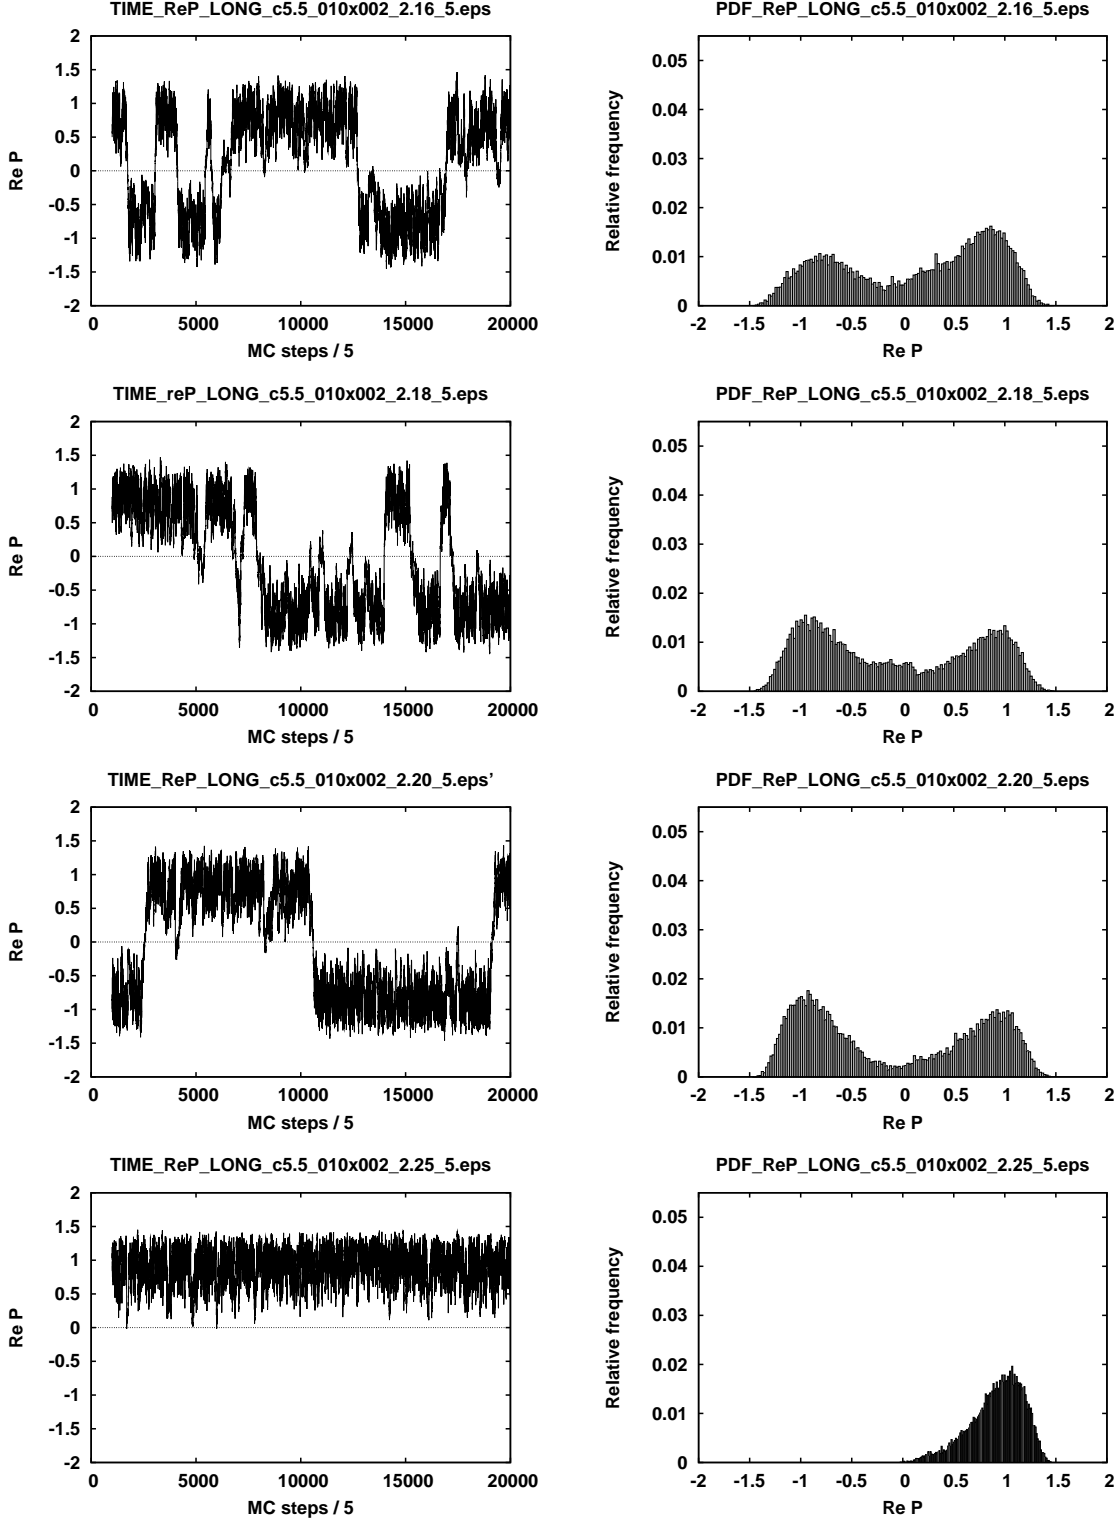 TIME_ReP_LONG_c5.5_010x002_2.16_5.eps
2
1.5
1
0.5
0
-0.5
-1
-1.5
-2
Re P
0 5000 10000 15000 20000
MC steps / 5
PDF_ReP_LONG_c5.5_010x002_2.16_5.eps
0.05
0.04
0.03
0.02
0.01
0
Relative frequency
-2 -1.5 -1 -0.5 0 0.5 1 1.5 2
Re P
TIME_reP_LONG_c5.5_010x002_2.18_5.eps
2
1.5
1
0.5
0
-0.5
-1
-1.5
-2
Re P
0 5000 10000 15000 20000
MC steps / 5
PDF_ReP_LONG_c5.5_010x002_2.18_5.eps
0.05
0.04
0.03
0.02
0.01
0
Relative frequency
-2 -1.5 -1 -0.5 0 0.5 1 1.5 2
Re P
TIME_ReP_LONG_c5.5_010x002_2.20_5.eps’
2
1.5
1
0.5
0
-0.5
-1
-1.5
-2
Re P
0 5000 10000 15000 20000
MC steps / 5
PDF_ReP_LONG_c5.5_010x002_2.20_5.eps
0.05
0.04
0.03
0.02
0.01
0
Relative frequency
-2 -1.5 -1 -0.5 0 0.5 1 1.5 2
Re P
TIME_ReP_LONG_c5.5_010x002_2.25_5.eps
2
1.5
1
0.5
0
-0.5
-1
-1.5
-2
Re P
0 5000 10000 15000 20000
MC steps / 5
PDF_ReP_LONG_c5.5_010x002_2.25_5.eps
0.05
0.04
0.03
0.02
0.01
0
Relative frequency
-2 -1.5 -1 -0.5 0 0.5 1 1.5 2
Re P